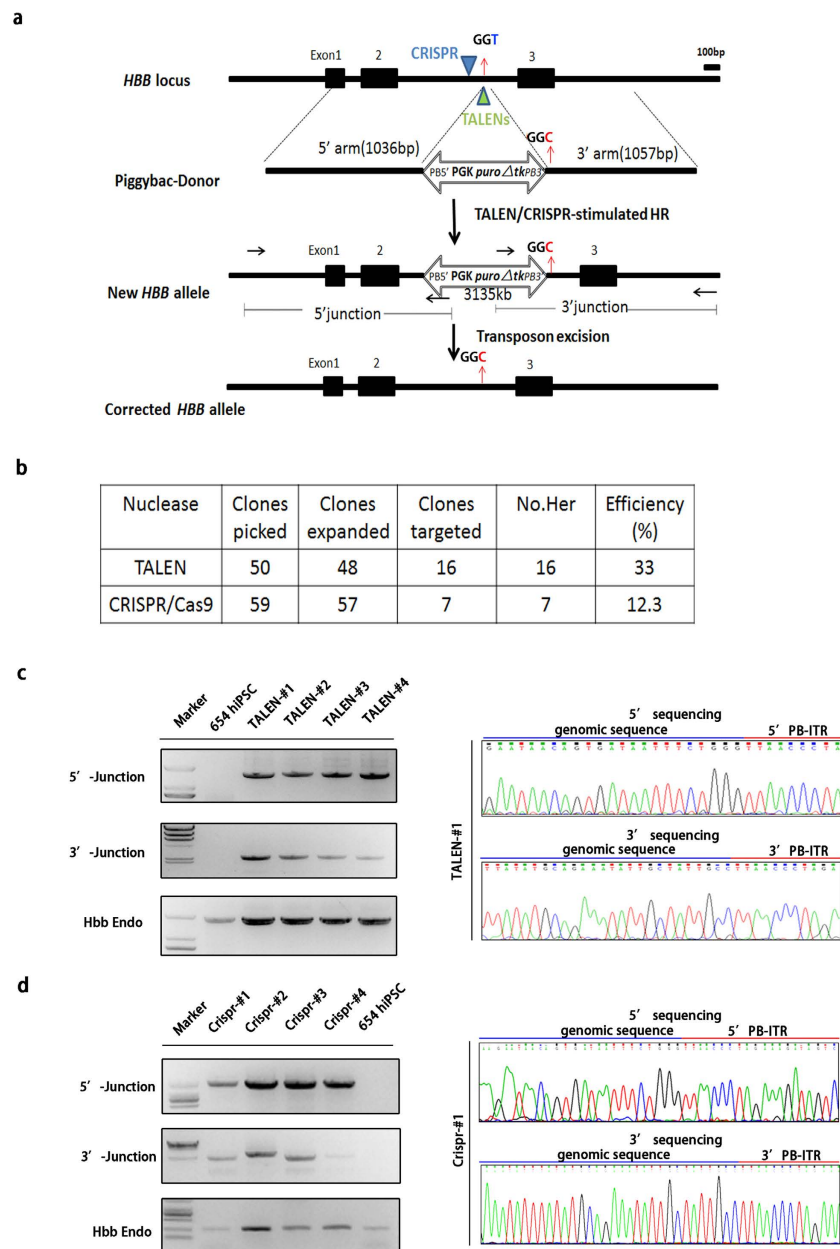 a
GGT
CRISPR
Exon1 2 3 100bp
HBB locus
TALENs
GGC
5' arm(1036bp) 3' arm(1057bp)
PB5' PGK puro△tk PB3'
Piggybac-Donor
TALEN/CRISPR-stimulated HR
GGC
Exon1 2 3
PB5' PGK puro△tk PB3'
New HBB allele
3135kb
5'junction 3'junction
Transposon excision
GGC
Exon1 2 3
Corrected HBB allele
b
Nuclease Clones picked Clones expanded Clones targeted No.Her Efficiency (%)
TALEN 50 48 16 16 33
CRISPR/Cas9 59 57 7 7 12.3
c
Marker 654 hiPSC TALEN-#1 TALEN-#2 TALEN-#3 TALEN-#4
5' -Junction
3' -Junction
Hbb Endo
TALEN-#1
5' sequencing
genomic sequence 5' PB-ITR
GAATAACAGTGATAATTTCTGGGTTAACCCTA
3' sequencing
genomic sequence 3' PB-ITR
TTATATGCAGAAATATTGCTATTGCCTTAACCCTAGA
d
Marker Crispr-#1 Crispr-#2 Crispr-#3 Crispr-#4 654 hiPSC
5' -Junction
3' -Junction
Hbb Endo
Crispr-#1
5' sequencing
genomic sequence 5' PB-ITR
3' sequencing
genomic sequence 3' PB-ITR